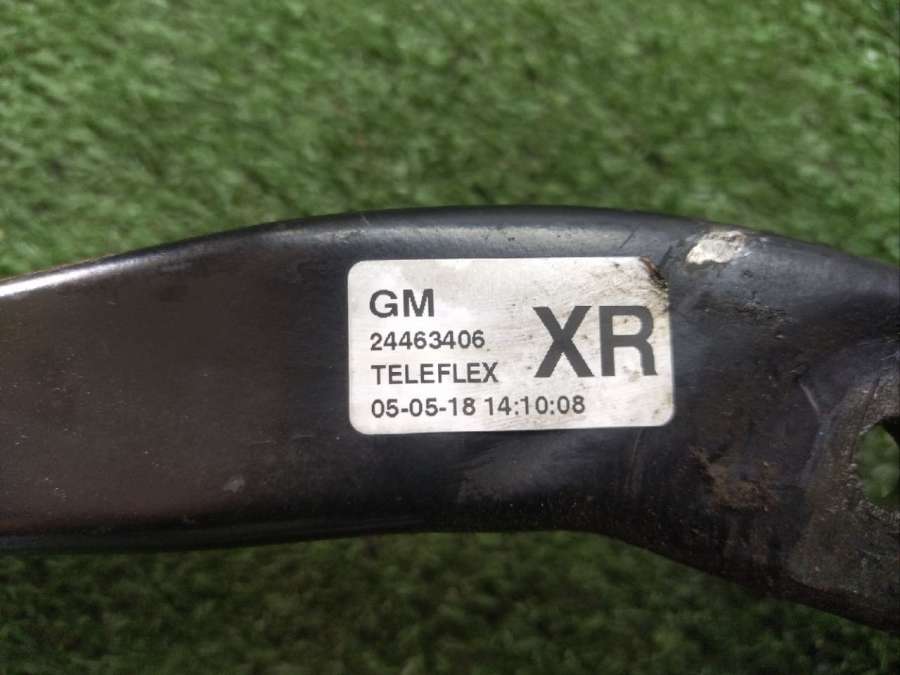 GM
24463406
XR
TELEFLEX
05-05-18 14:10:08